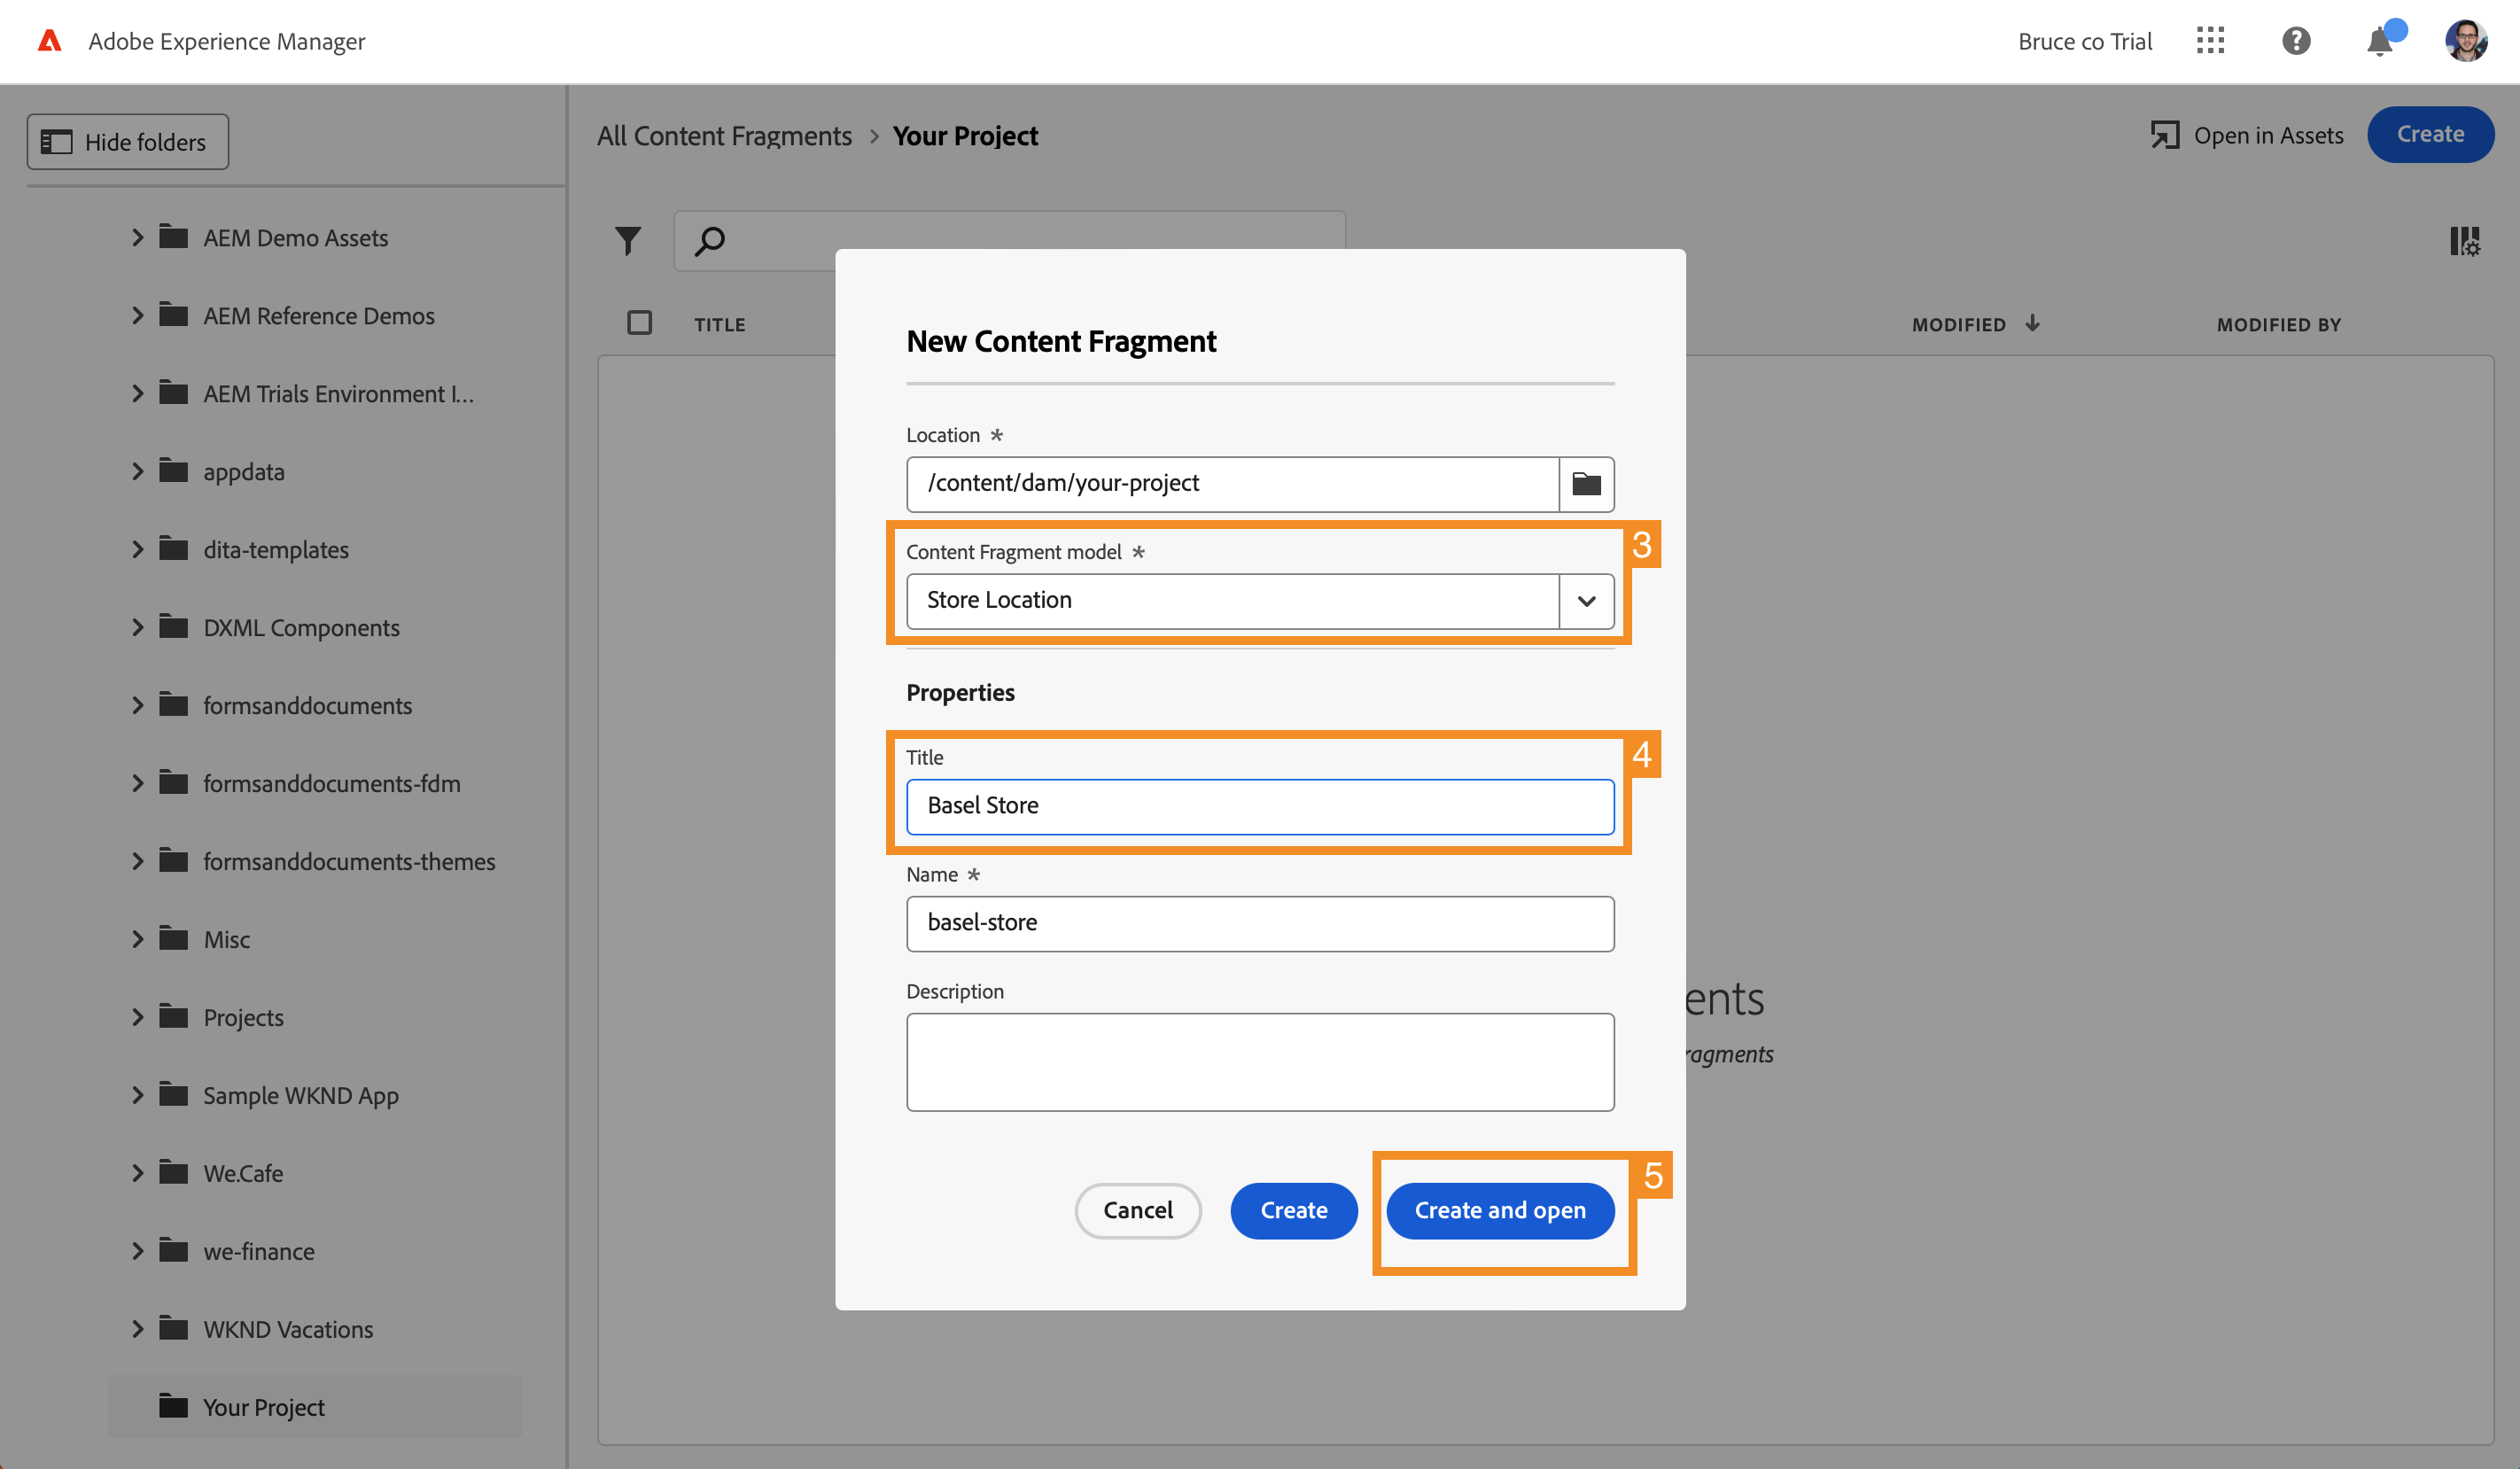 Adobe Experience Manager
Bruce co Trial
Hide folders
All Content Fragments > Your Project
Open in Assets
Create
AEM Demo Assets
AEM Reference Demos
AEM Trials Environment I...
appdata
dita-templates
DXML Components
formsanddocuments
formsanddocuments-fdm
formsanddocuments-themes
Misc
Projects
Sample WKND App
We.Cafe
we-finance
WKND Vacations
Your Project
TITLE
MODIFIED
MODIFIED BY
New Content Fragment
Location *
/content/dam/your-project
Content Fragment model *
3
Store Location
Properties
Title
4
Basel Store
Name *
basel-store
Description
ents
ragments
Cancel
Create
Create and open
5